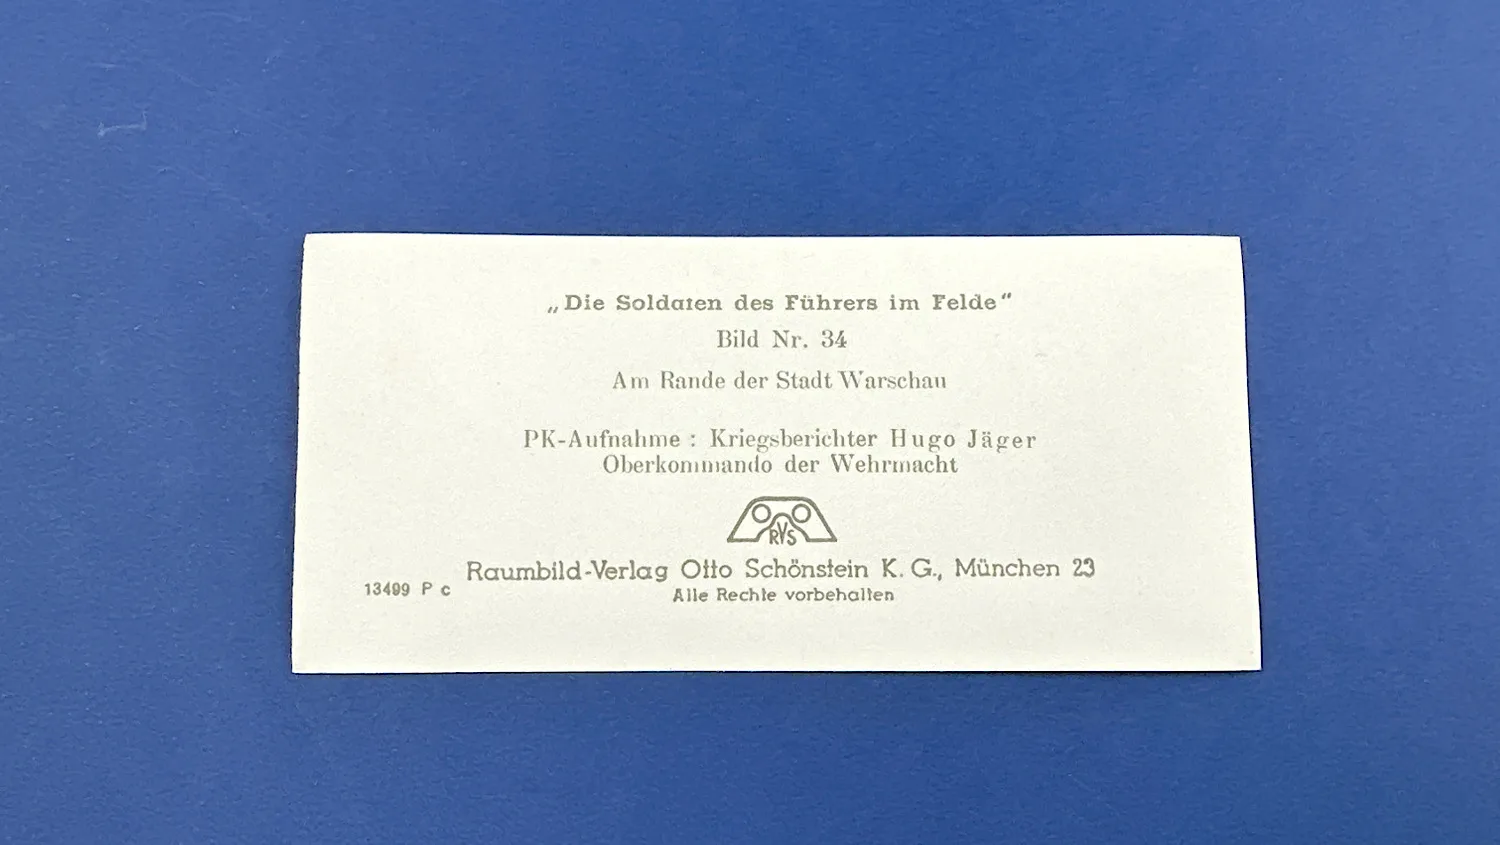 „Die Soldaten des Führers im Felde"
Bild Nr. 34
Am Rande der Stadt Warschau
PK-Aufnahme : Kriegsberichter Hugo Jäger
Oberkommando der Wehrmacht
RVS
Raumbild-Verlag Otto Schönstein K. G., München 23
13499 P c
Alle Rechte vorbehalten